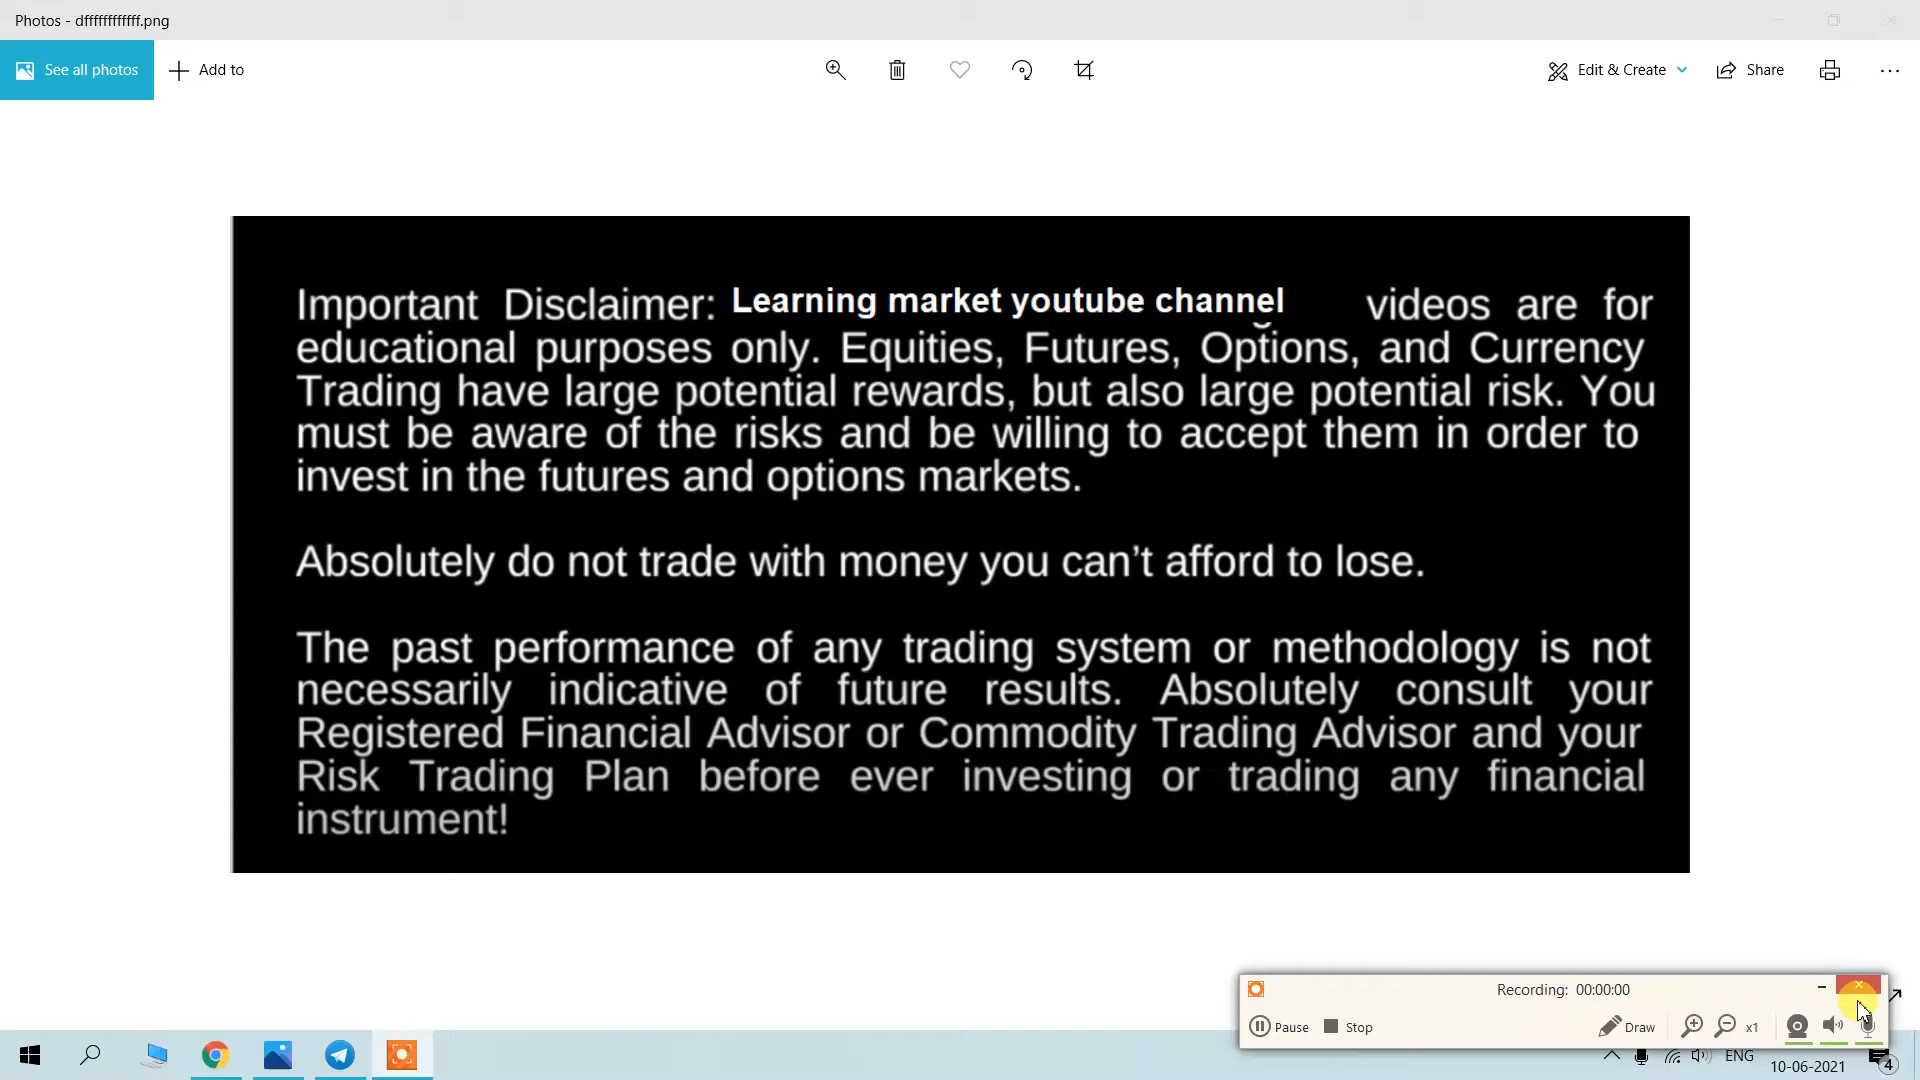 Photos - dffffffffffff.png
See all photos
Add to
Edit & Create
Share
Important Disclaimer: Learning market youtube channel videos are for
educational purposes only. Equities, Futures, Options, and Currency
Trading have large potential rewards, but also large potential risk. You
must be aware of the risks and be willing to accept them in order to
invest in the futures and options markets.
Absolutely do not trade with money you can’t afford to lose.
The past performance of any trading system or methodology is not
necessarily indicative of future results. Absolutely consult your
Registered Financial Advisor or Commodity Trading Advisor and your
Risk Trading Plan before ever investing or trading any financial
instrument!
Recording: 00:00:00
Pause
Stop
Draw
x1
ENG
10-06-2021
4